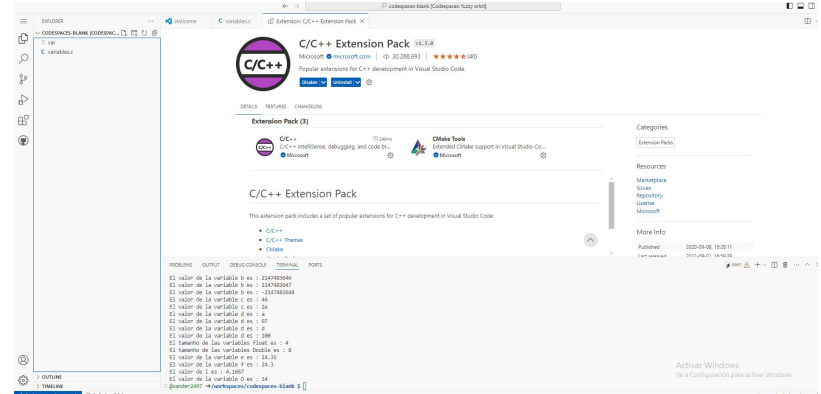 codespaces-blank [Codespaces: fuzzy orbit]
EXPLORER
Welcome
variables.c
Extension: C/C++ Extension Pack
CODESPACES-BLANK [CODESPAC...
var
variables.c
C/C++ Extension Pack v1.3.0
Microsoft microsoft.com 30.288.693 (40)
Popular extensions for C++ development in Visual Studio Code.
Disable Uninstall
DETAILS FEATURES CHANGELOG
Extension Pack (3)
C/C++
C/C++ IntelliSense, debugging, and code br...
Microsoft
CMake Tools
Extended CMake support in Visual Studio Co...
Microsoft
Categories
Extension Packs
Resources
Marketplace
Issues
Repository
License
Microsoft
More Info
Published 2020-09-08, 15:28:11
C/C++ Extension Pack
This extension pack includes a set of popular extensions for C++ development in Visual Studio Code:
C/C++
C/C++ Themes
CMake
PROBLEMS OUTPUT DEBUG CONSOLE TERMINAL PORTS
El valor de la variable b es : 2147483646
El valor de la variable b es : 2147483647
El valor de la variable b es : -2147483648
El valor de la variable c es : 46
El valor de la variable c es : 2e
El valor de la variable d es : a
El valor de la variable d es : 97
El valor de la variable d es : d
El valor de la variable d es : 100
El tamanho de las variables float es : 4
El tamanho de las variables Double es : 8
El valor de la variable e es : 24.35
El valor de la variable f es : 24.3
El valor de l es : 4.1667
El valor de la variable D es : 14
@sander2497 → /workspaces/codespaces-blank $
Activar Windows
Ve a Configuración para activar Windows.
OUTLINE
TIMELINE